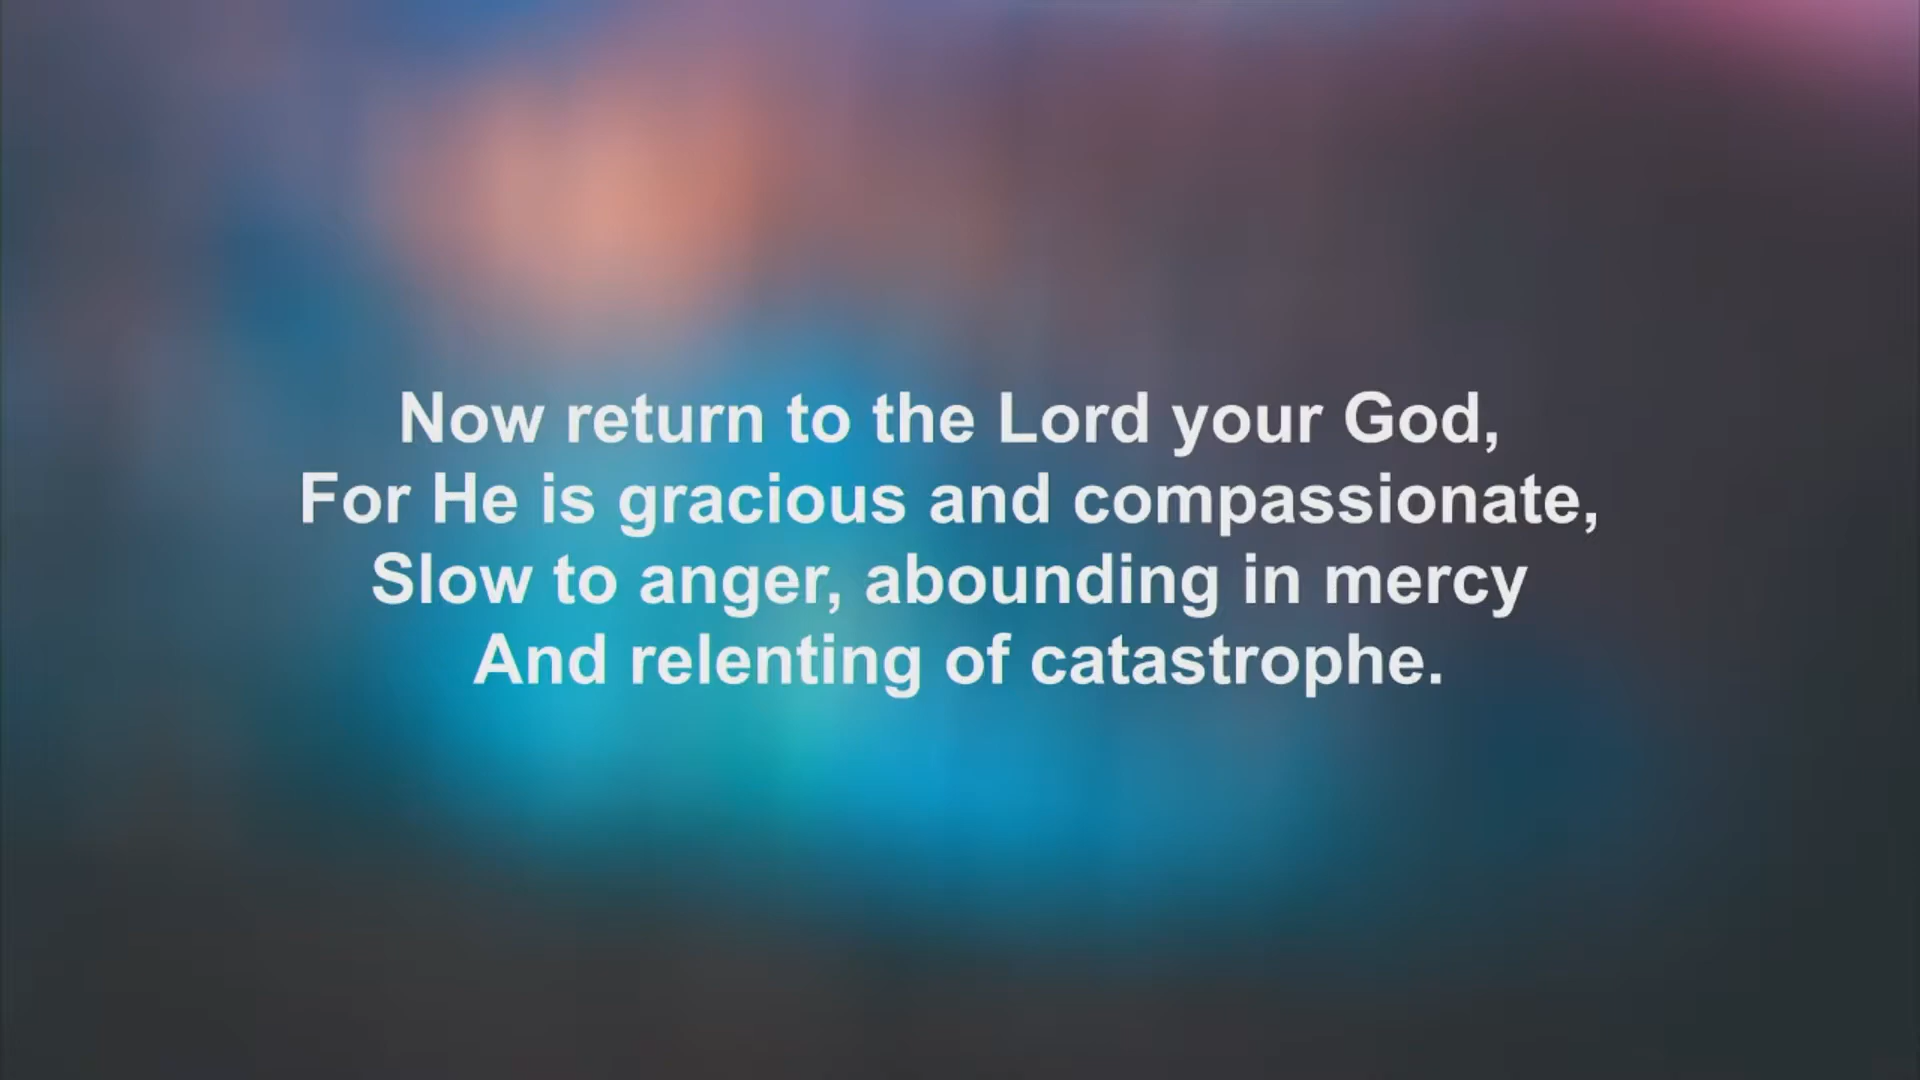 Now return to the Lord your God,
For He is gracious and compassionate,
Slow to anger, abounding in mercy
And relenting of catastrophe.